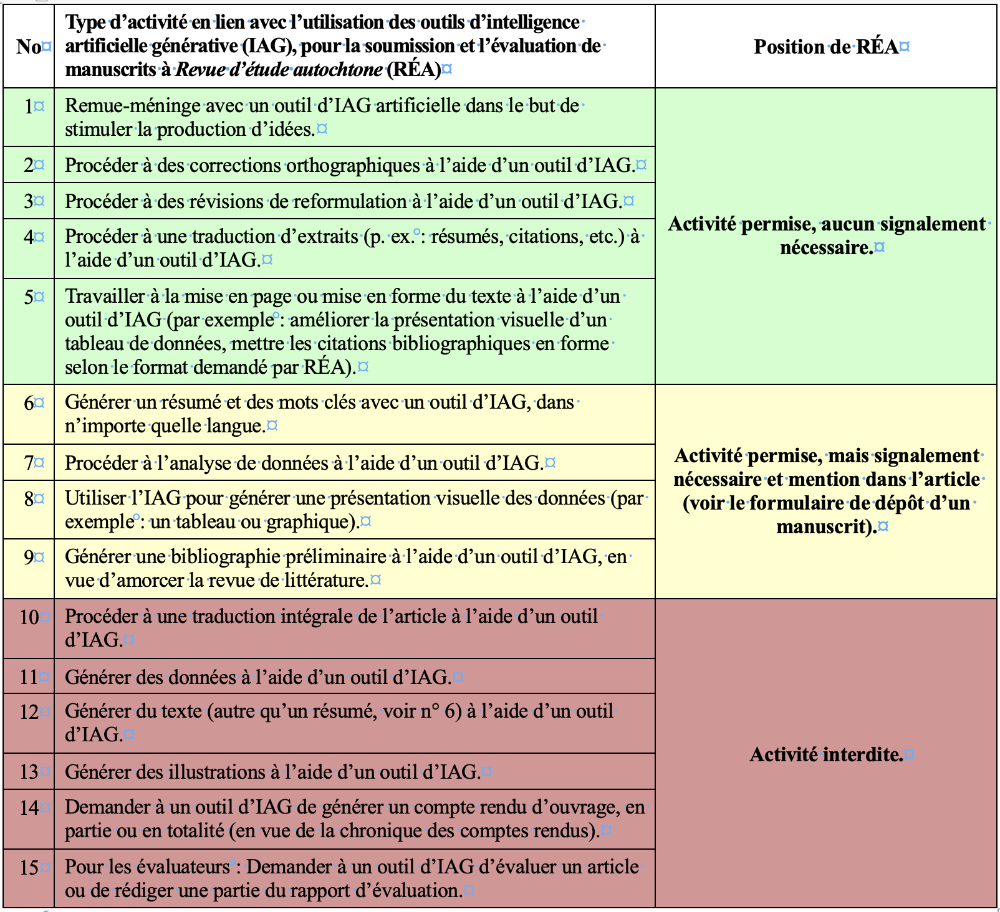 No
Type d’activité en lien avec l’utilisation des outils d’intelligence
artificielle générative (IAG), pour la soumission et l’évaluation de
manuscrits à Revue d’étude autochtone (RÉA)
Position de RÉA
1
Remue-méninge avec un outil d’IAG artificielle dans le but de
stimuler la production d’idées.
2
Procéder à des corrections orthographiques à l’aide d’un outil d’IAG.
3
Procéder à des révisions de reformulation à l’aide d’un outil d’IAG.
4
Procéder à une traduction d’extraits (p. ex. : résumés, citations, etc.) à
l’aide d’un outil d’IAG.
5
Travailler à la mise en page ou mise en forme du texte à l’aide d’un
outil d’IAG (par exemple : améliorer la présentation visuelle d’un
tableau de données, mettre les citations bibliographiques en forme
selon le format demandé par RÉA).
Activité permise, aucun signalement
nécessaire.
6
Générer un résumé et des mots clés avec un outil d’IAG, dans
n’importe quelle langue.
7
Procéder à l’analyse de données à l’aide d’un outil d’IAG.
8
Utiliser l’IAG pour générer une présentation visuelle des données (par
exemple : un tableau ou graphique).
9
Générer une bibliographie préliminaire à l’aide d’un outil d’IAG, en
vue d’amorcer la revue de littérature.
Activité permise, mais signalement
nécessaire et mention dans l’article
(voir le formulaire de dépôt d’un
manuscrit).
10
Procéder à une traduction intégrale de l’article à l’aide d’un outil
d’IAG.
11
Générer des données à l’aide d’un outil d’IAG.
12
Générer du texte (autre qu’un résumé, voir n° 6) à l’aide d’un outil
d’IAG.
13
Générer des illustrations à l’aide d’un outil d’IAG.
14
Demander à un outil d’IAG de générer un compte rendu d’ouvrage, en
partie ou en totalité (en vue de la chronique des comptes rendus).
15
Pour les évaluateurs : Demander à un outil d’IAG d’évaluer un article
ou de rédiger une partie du rapport d’évaluation.
Activité interdite.